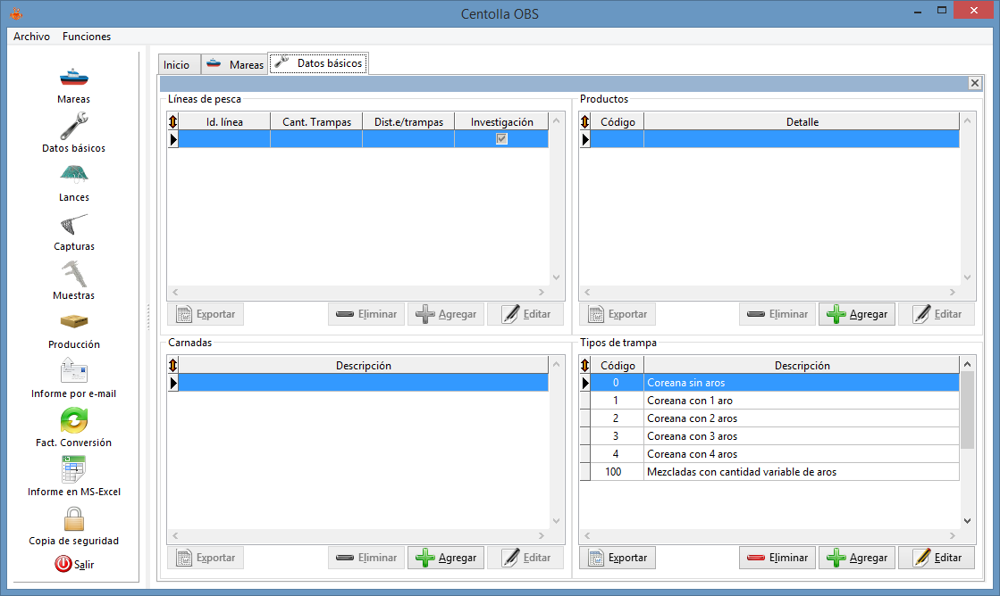 Centolla OBS
Archivo Funciones
Mareas
Datos básicos
Lances
Capturas
Muestras
Producción
Informe por e-mail
Fact. Conversión
Informe en MS-Excel
Copia de seguridad
Salir
Inicio Mareas Datos básicos
Líneas de pesca
Id. línea Cant. Trampas Dist.e/trampas Investigación
Exportar Eliminar Agregar Editar
Productos
Código Detalle
Exportar Eliminar Agregar Editar
Carnadas
Descripción
Exportar Eliminar Agregar Editar
Tipos de trampa
Código Descripción
0 Coreana sin aros
1 Coreana con 1 aro
2 Coreana con 2 aros
3 Coreana con 3 aros
4 Coreana con 4 aros
100 Mezcladas con cantidad variable de aros
Exportar Eliminar Agregar Editar